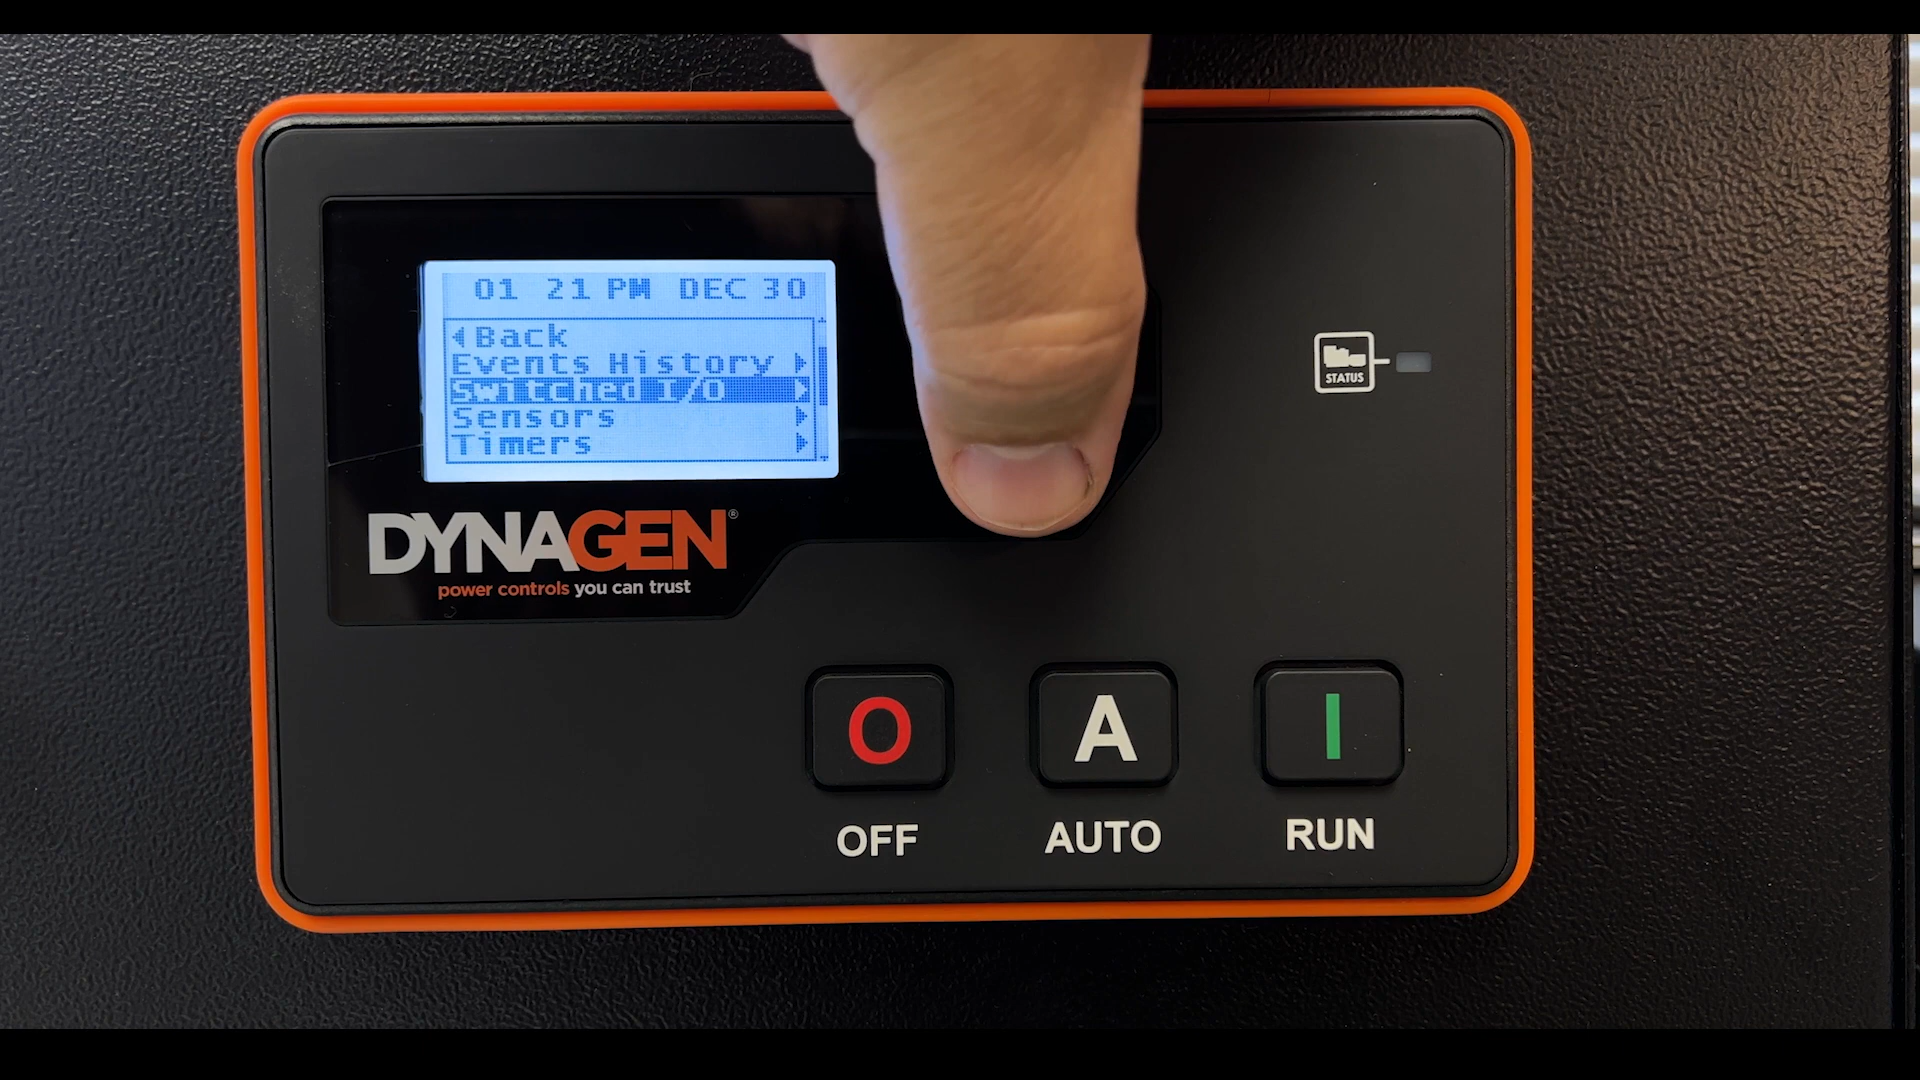 01 21 PM DEC 30
Back
Events History
Switched I/O
Sensors
Timers
STATUS
DYNAGEN®
power controls you can trust
O A I
OFF AUTO RUN